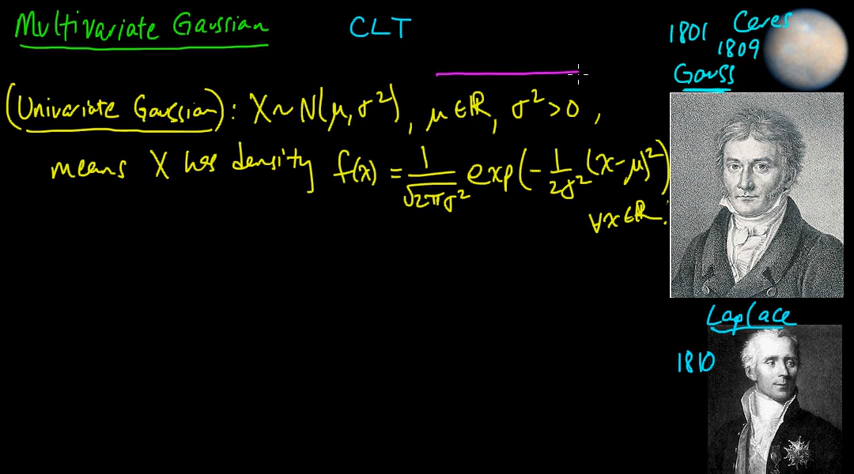 Multivariate Gaussian
CLT
1801 Ceres
1809
Gauss
(Univariate Gaussian): X ~ N(μ, σ²), μ ∈ ℝ, σ² > 0,
means X has density f(x) = 1/√(2πσ²) exp(-1/(2σ²) (x-μ)²)
∀x ∈ ℝ.
Laplace
1810